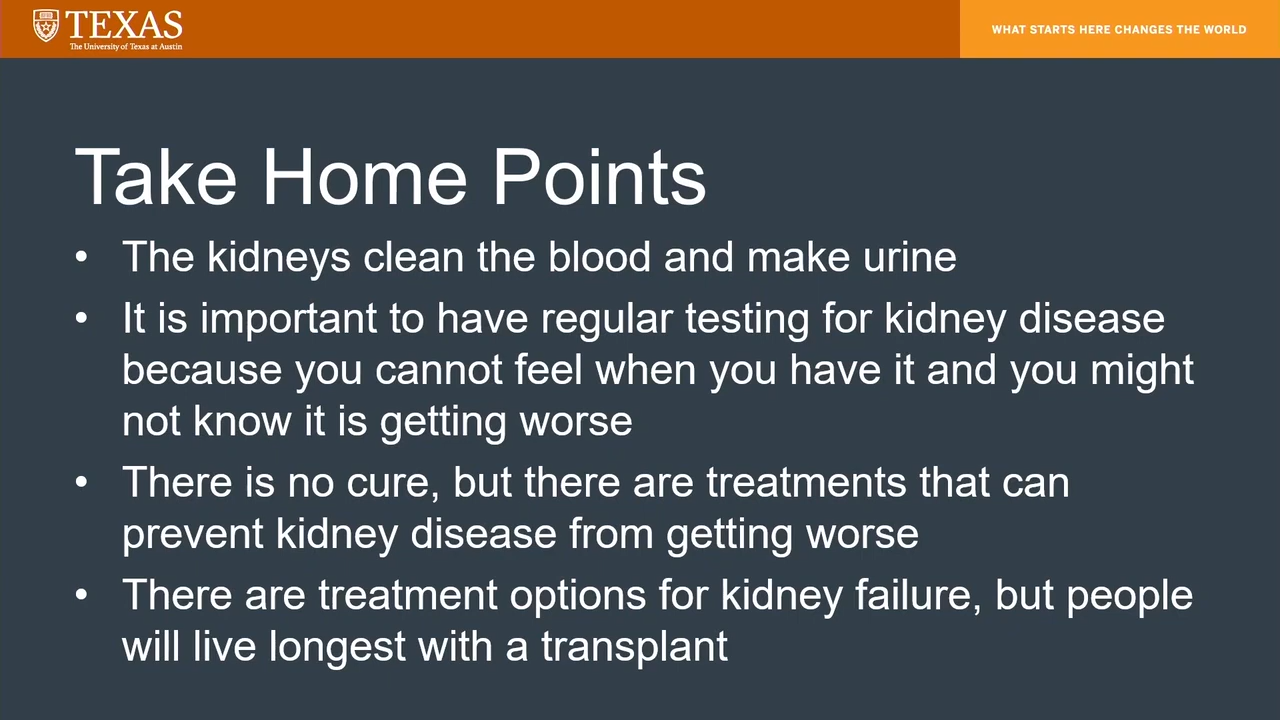 TEXAS
The University of Texas at Austin
WHAT STARTS HERE CHANGES THE WORLD
Take Home Points
• The kidneys clean the blood and make urine
• It is important to have regular testing for kidney disease
because you cannot feel when you have it and you might
not know it is getting worse
• There is no cure, but there are treatments that can
prevent kidney disease from getting worse
• There are treatment options for kidney failure, but people
will live longest with a transplant